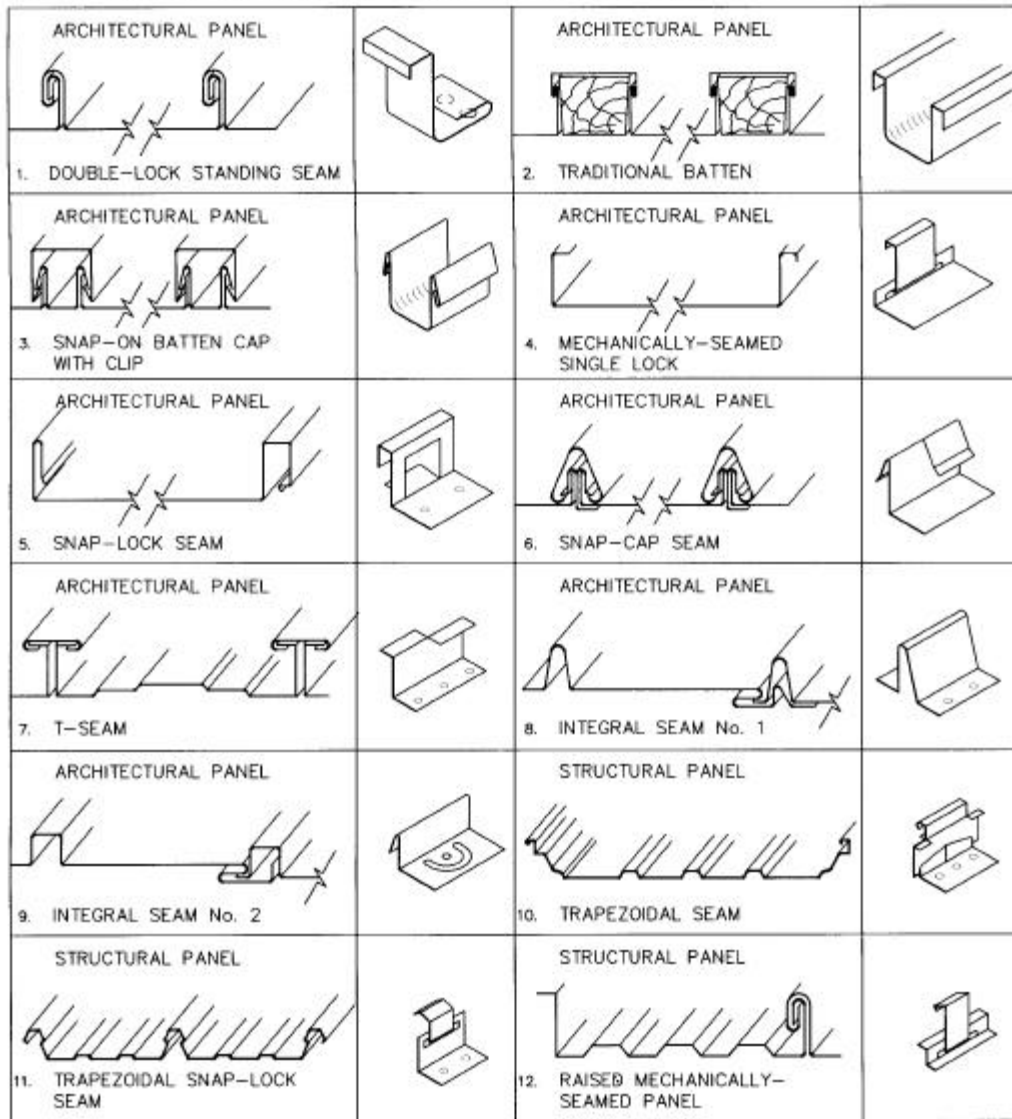 ARCHITECTURAL PANEL
1. DOUBLE-LOCK STANDING SEAM
ARCHITECTURAL PANEL
2. TRADITIONAL BATTEN
ARCHITECTURAL PANEL
3. SNAP-ON BATTEN CAP
WITH CLIP
ARCHITECTURAL PANEL
4. MECHANICALLY-SEAMED
SINGLE LOCK
ARCHITECTURAL PANEL
5. SNAP-LOCK SEAM
ARCHITECTURAL PANEL
6. SNAP-CAP SEAM
ARCHITECTURAL PANEL
7. T-SEAM
ARCHITECTURAL PANEL
8. INTEGRAL SEAM No. 1
ARCHITECTURAL PANEL
9. INTEGRAL SEAM No. 2
STRUCTURAL PANEL
10. TRAPEZOIDAL SEAM
STRUCTURAL PANEL
11. TRAPEZOIDAL SNAP-LOCK
SEAM
STRUCTURAL PANEL
12. RAISED MECHANICALLY-
SEAMED PANEL